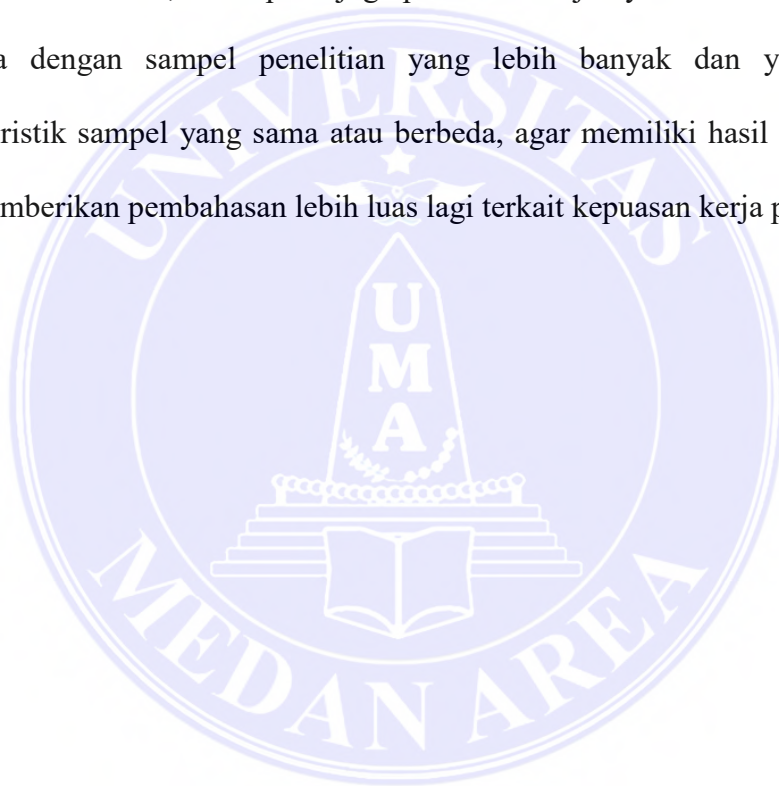 a dengan sampel penelitian yang lebih banyak dan y
ristik sampel yang sama atau berbeda, agar memiliki hasil
mberikan pembahasan lebih luas lagi terkait kepuasan kerja p
UNIVERSITAS
UMA
MEDAN AREA